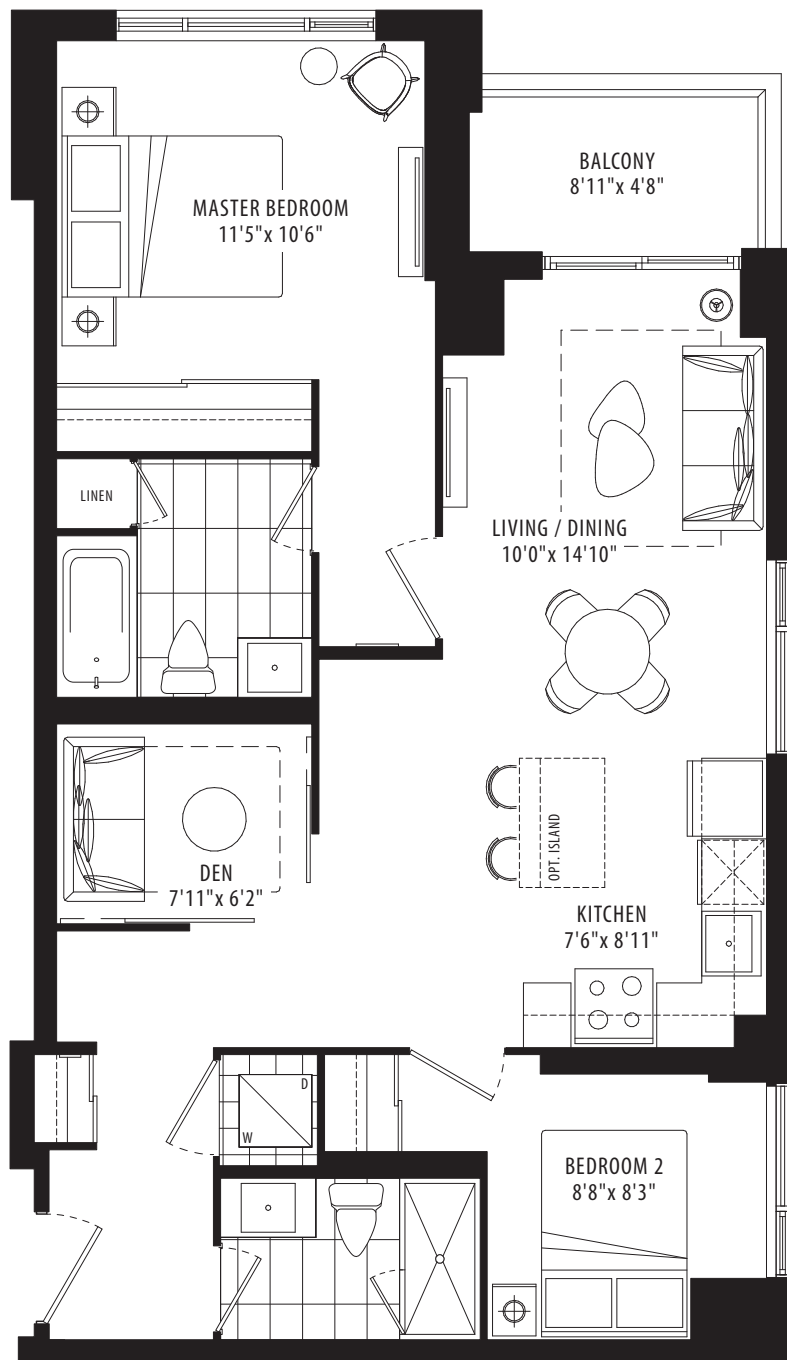 BALCONY
8'11"x 4'8"
MASTER BEDROOM
11'5"x 10'6"
LINEN
LIVING / DINING
10'0"x 14'10"
OPT. ISLAND
DEN
7'11"x 6'2"
KITCHEN
7'6"x 8'11"
D
W
BEDROOM 2
8'8"x 8'3"